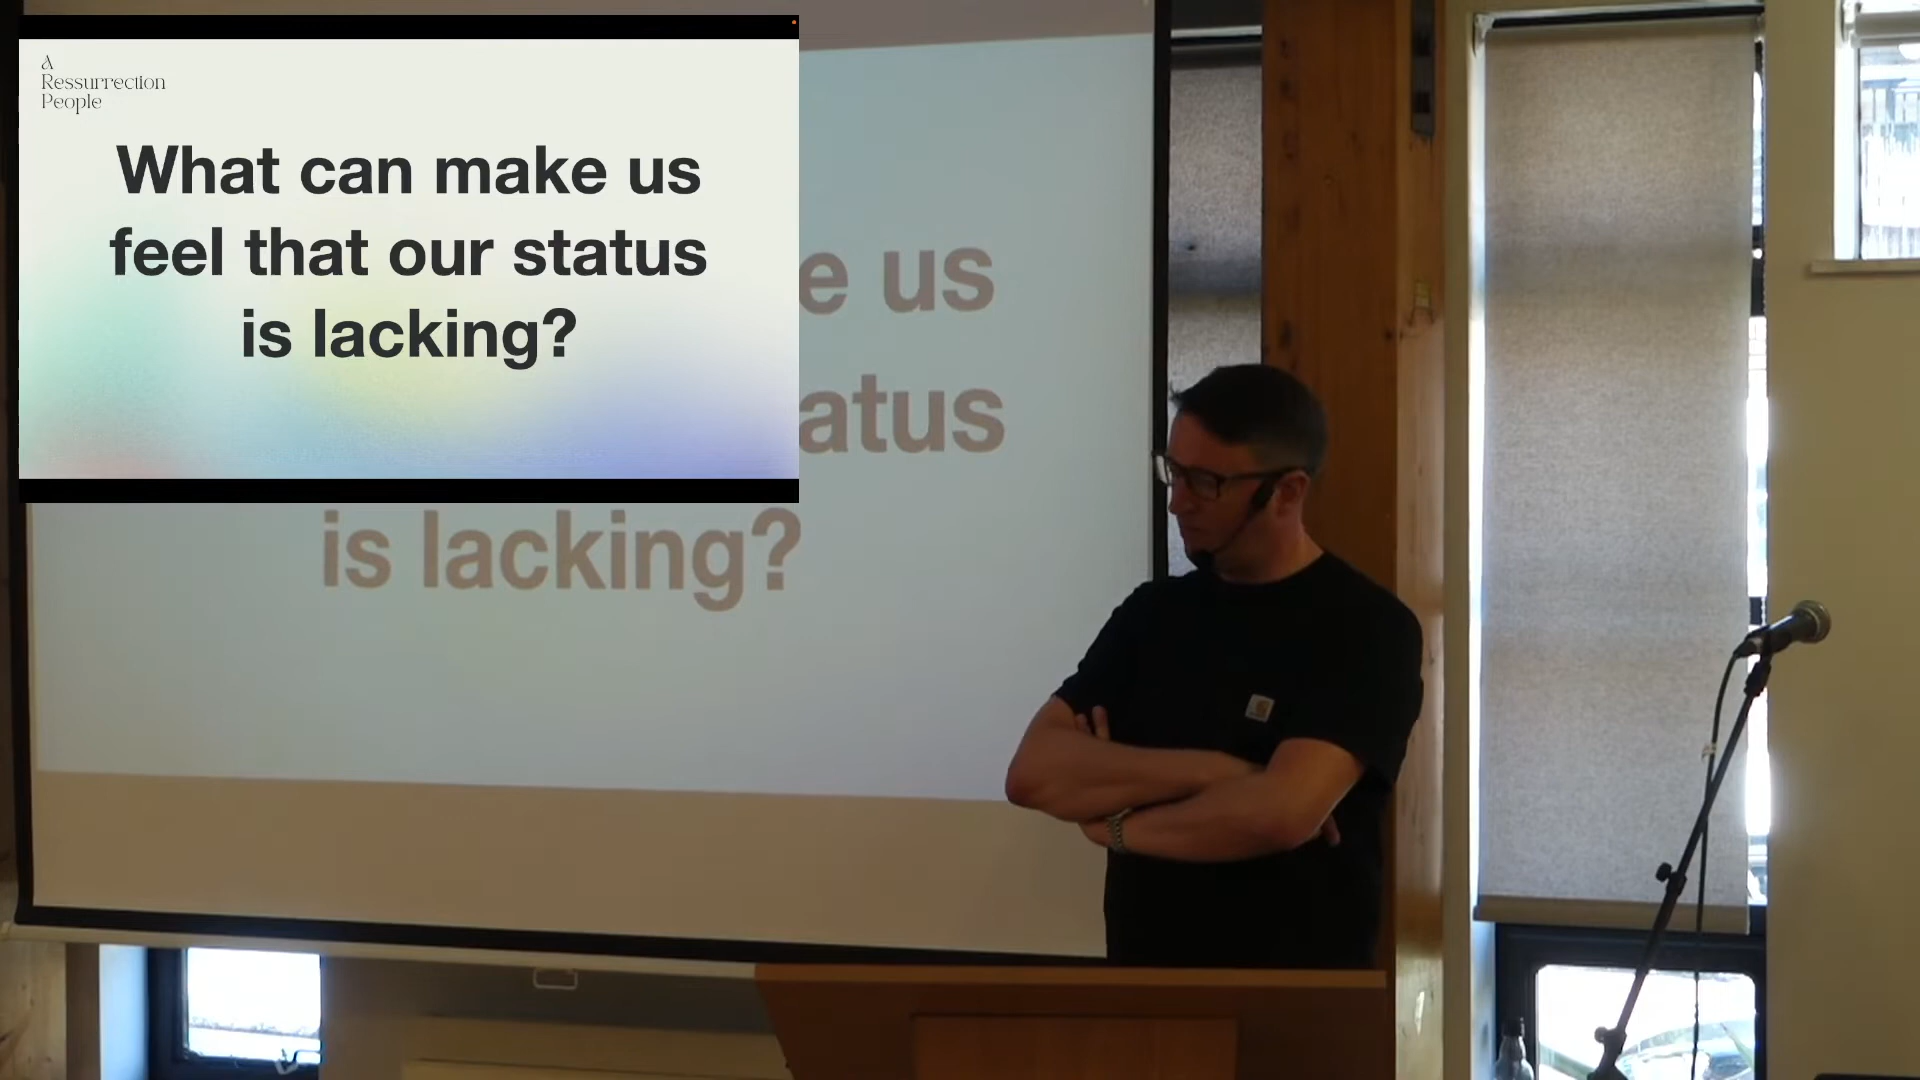 A
Ressurrection
People
What can make us
feel that our status
is lacking?
e us
atus
is lacking?